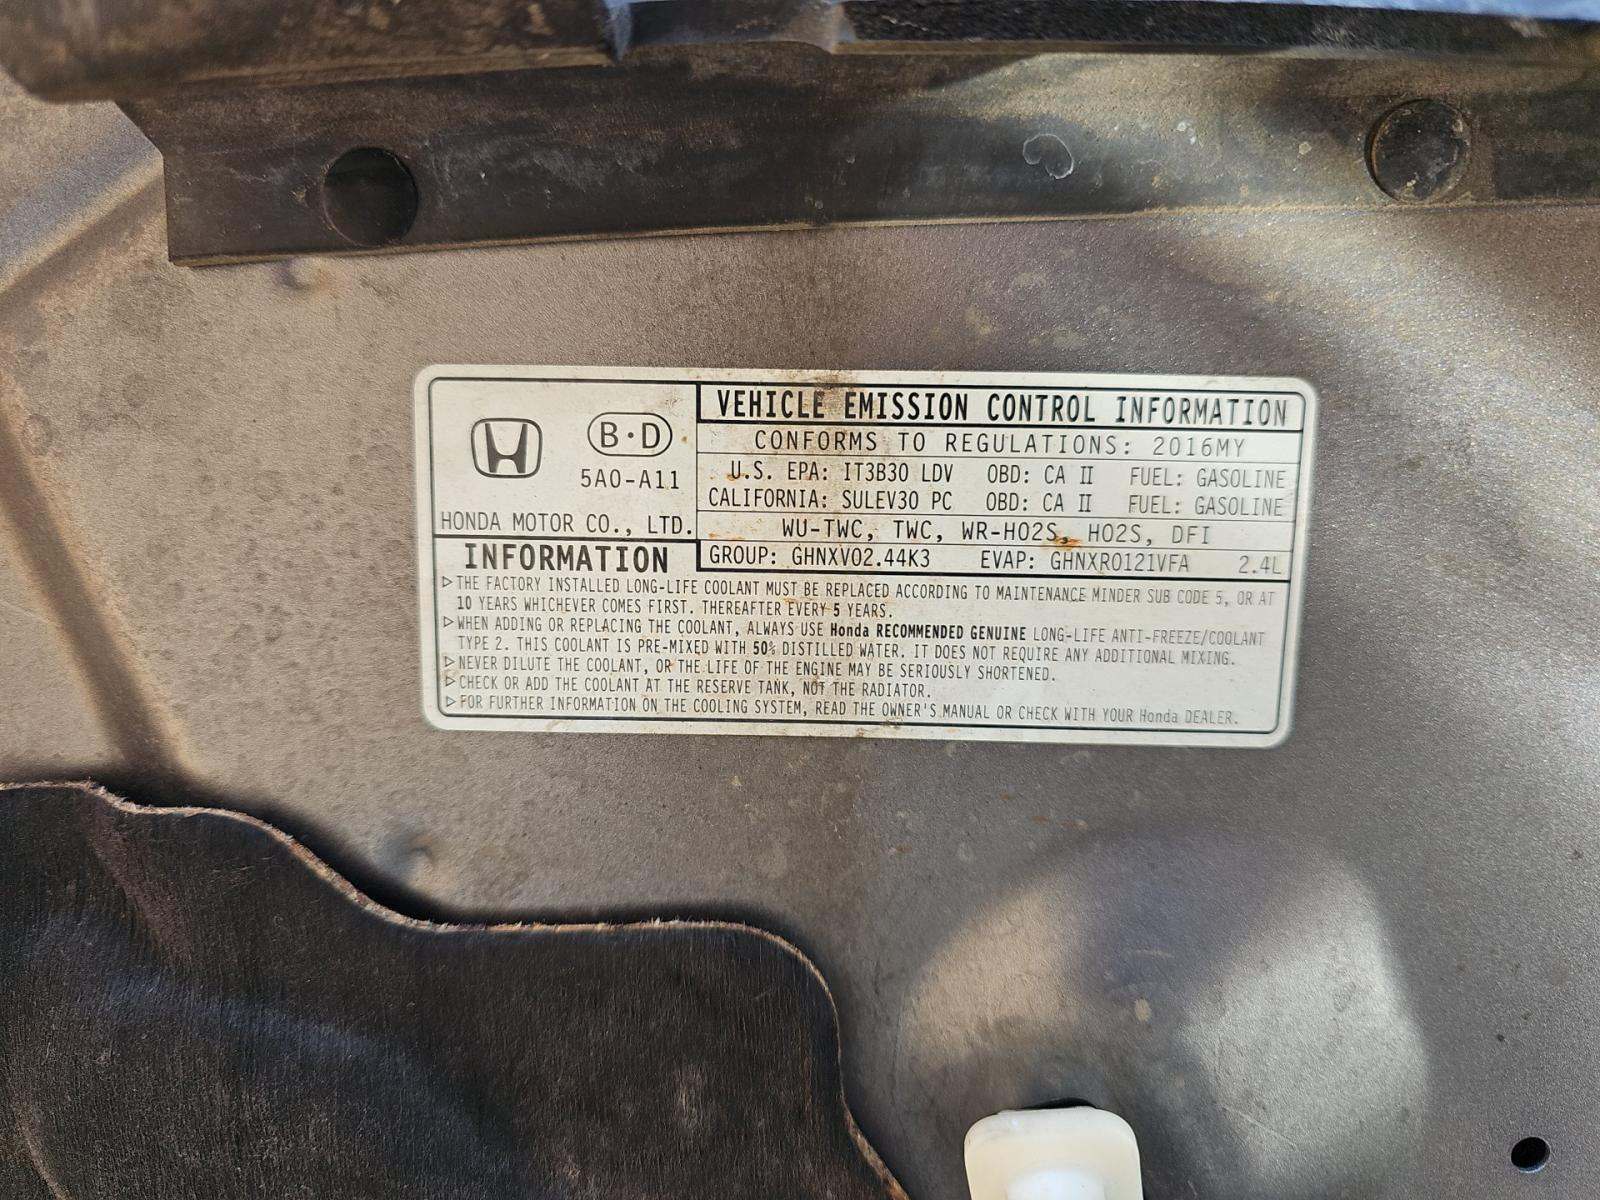 VEHICLE EMISSION CONTROL INFORMATION
B·D
5A0-A11
HONDA MOTOR CO., LTD.
CONFORMS TO REGULATIONS: 2016MY
U.S. EPA: IT3B30 LDV OBD: CA II FUEL: GASOLINE
CALIFORNIA: SULEV30 PC OBD: CA II FUEL: GASOLINE
WU-TWC, TWC, WR-HO2S, HO2S, DFI
GROUP: GHNXV02.44K3 EVAP: GHNXR0121VFA 2.4L
INFORMATION
▷THE FACTORY INSTALLED LONG-LIFE COOLANT MUST BE REPLACED ACCORDING TO MAINTENANCE MINDER SUB CODE 5, OR AT
10 YEARS WHICHEVER COMES FIRST. THEREAFTER EVERY 5 YEARS.
▷WHEN ADDING OR REPLACING THE COOLANT, ALWAYS USE Honda RECOMMENDED GENUINE LONG-LIFE ANTI-FREEZE/COOLANT
TYPE 2. THIS COOLANT IS PRE-MIXED WITH 50% DISTILLED WATER. IT DOES NOT REQUIRE ANY ADDITIONAL MIXING.
▷NEVER DILUTE THE COOLANT, OR THE LIFE OF THE ENGINE MAY BE SERIOUSLY SHORTENED.
▷CHECK OR ADD THE COOLANT AT THE RESERVE TANK, NOT THE RADIATOR.
▷FOR FURTHER INFORMATION ON THE COOLING SYSTEM, READ THE OWNER'S MANUAL OR CHECK WITH YOUR Honda DEALER.